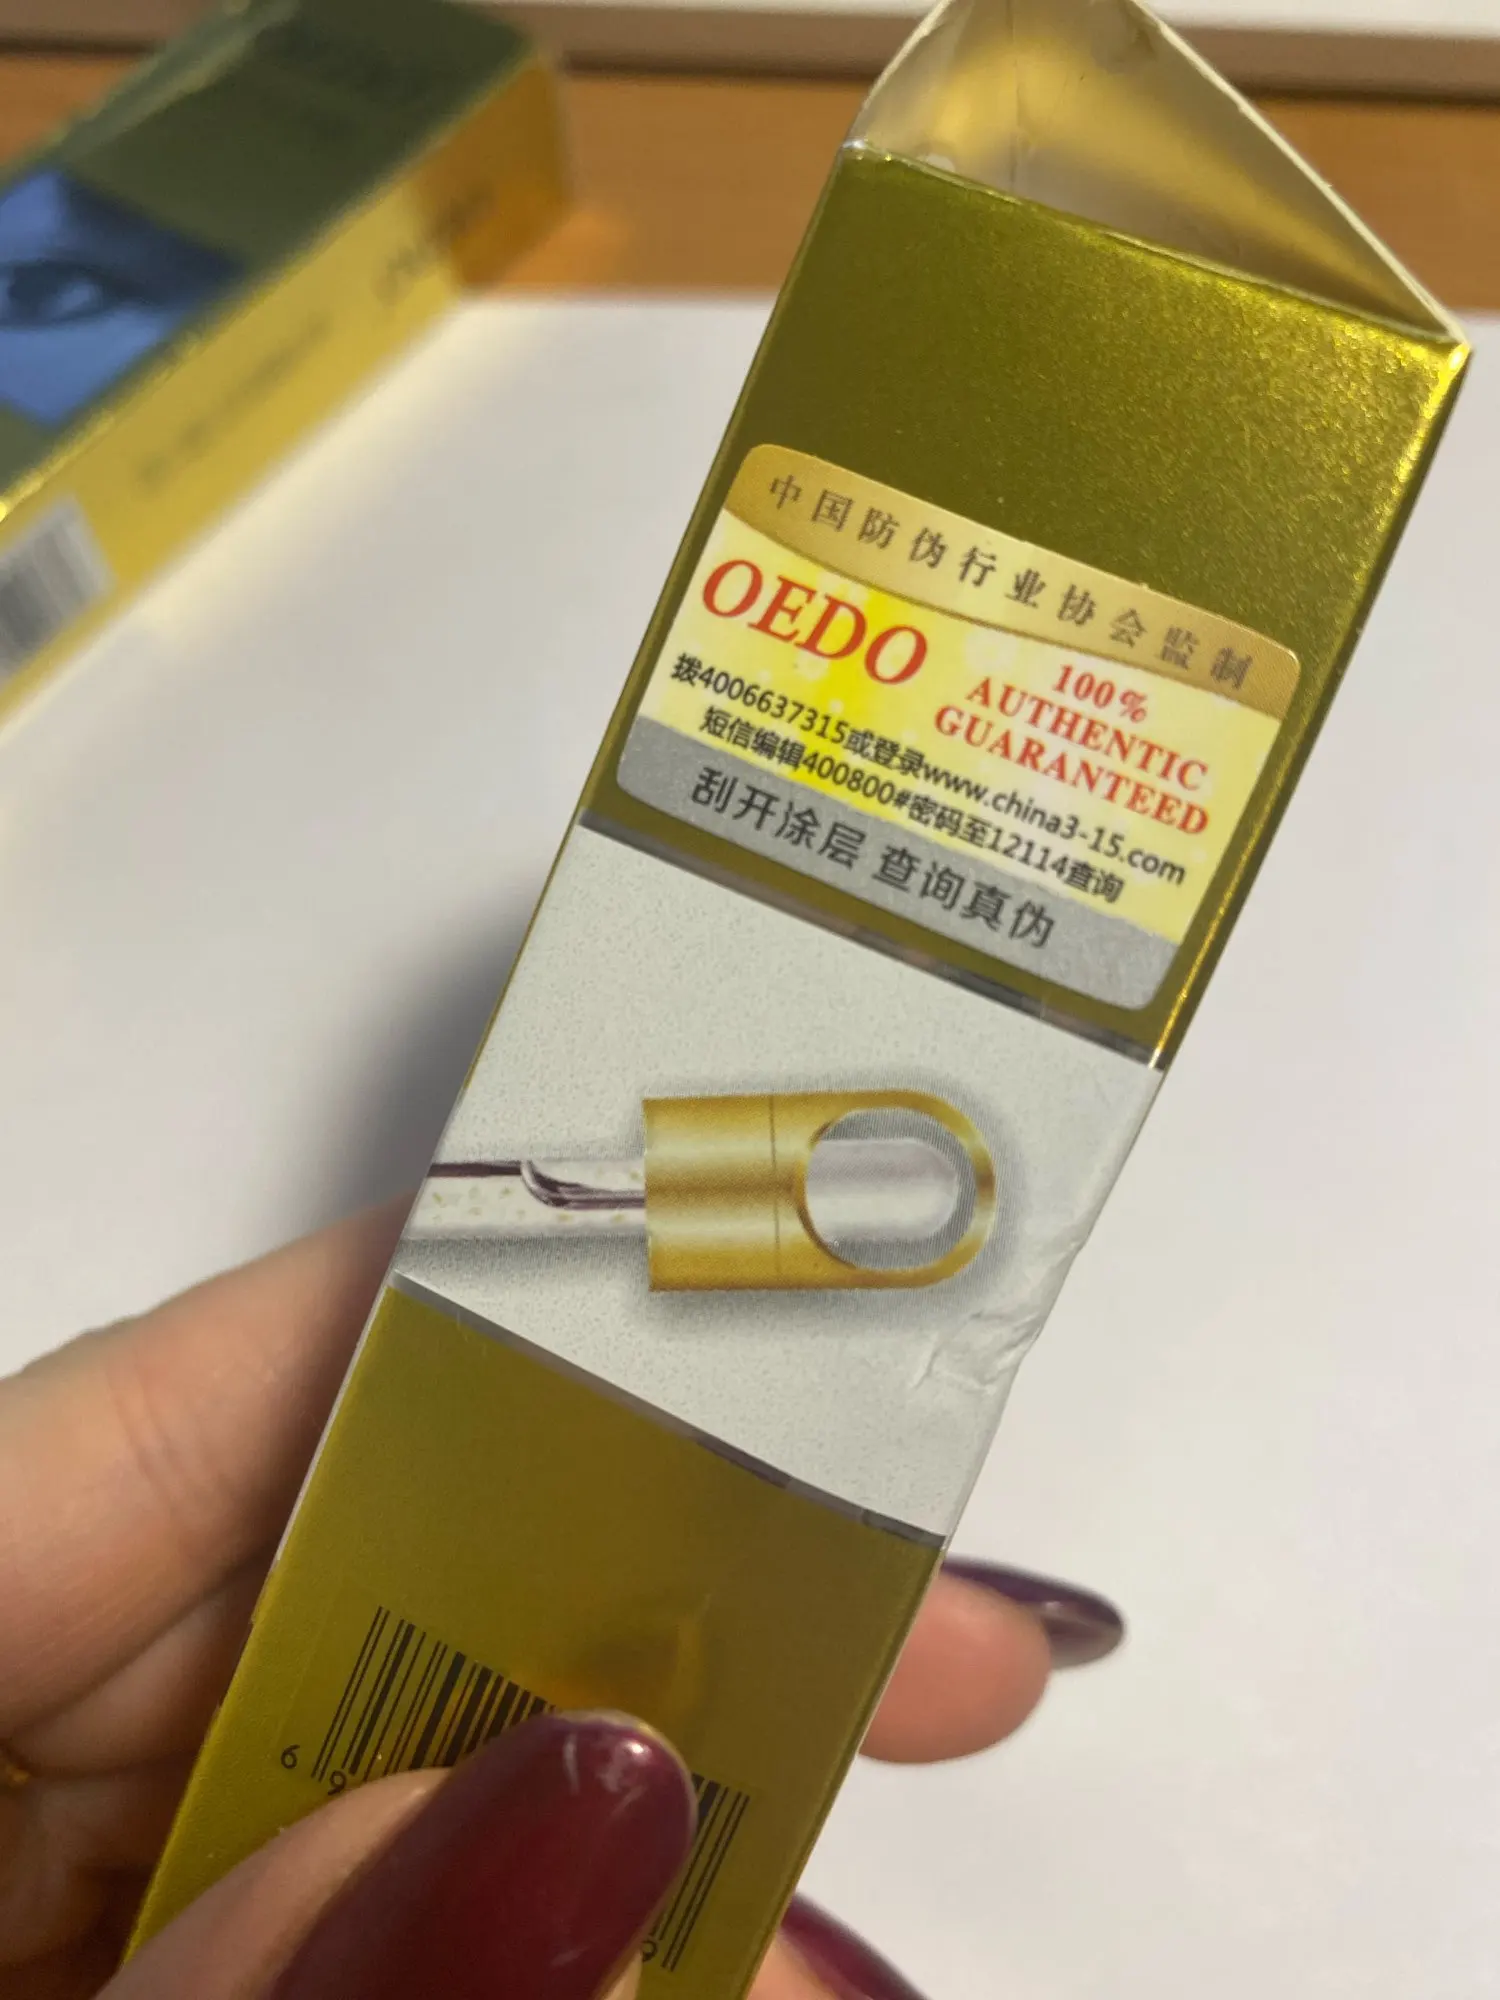 中国防伪行业协会监制
OEDO
100%
AUTHENTIC
GUARANTEED
拨4006637315或登录www.china3-15.com
短信编辑400800#密码至12114查询
刮开涂层 查询真伪
6 9
9